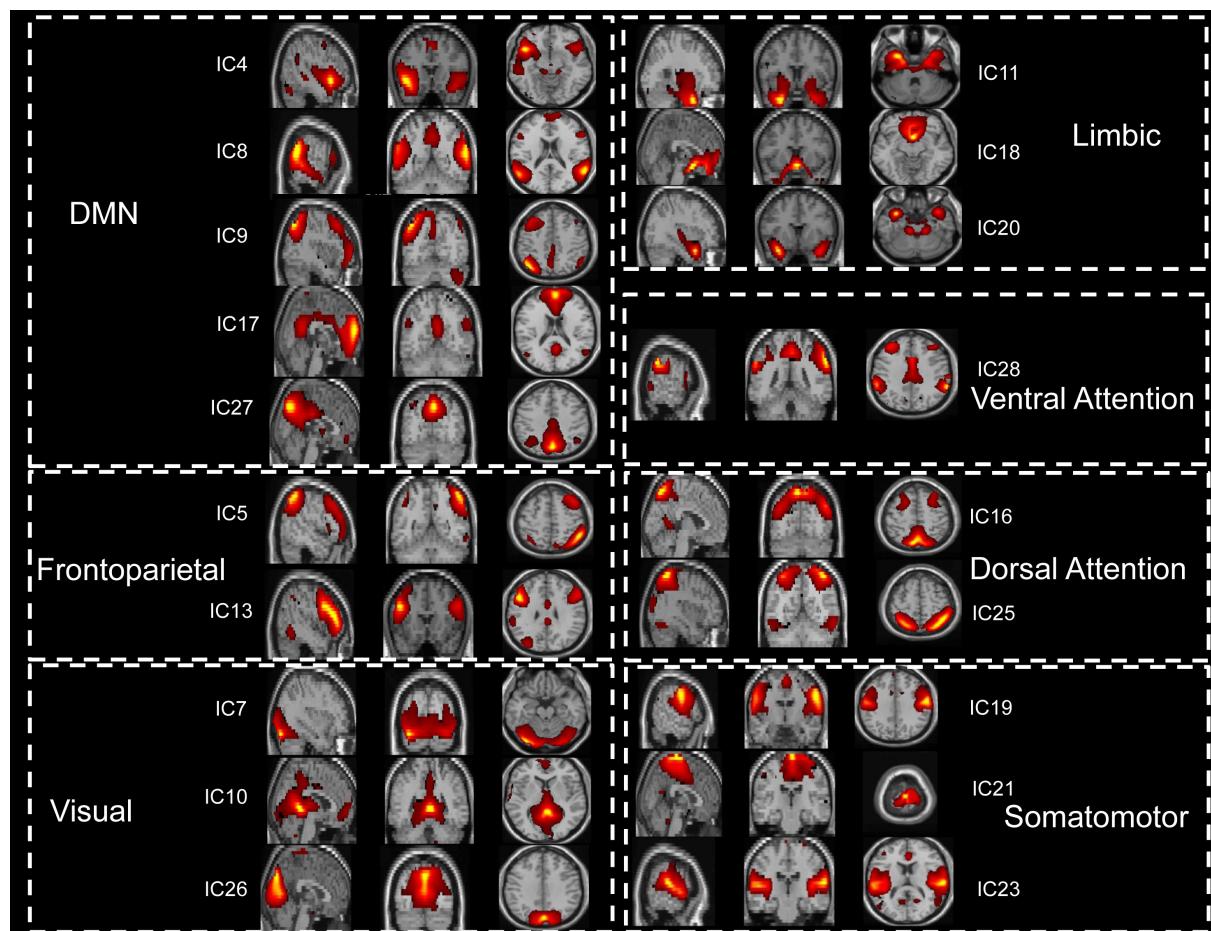 DMN
IC4
IC8
IC9
IC17
IC27
Frontoparietal
IC5
IC13
Visual
IC7
IC10
IC26
Limbic
IC11
IC18
IC20
IC28
Ventral Attention
IC16
Dorsal Attention
IC25
IC19
IC21
Somatomotor
IC23